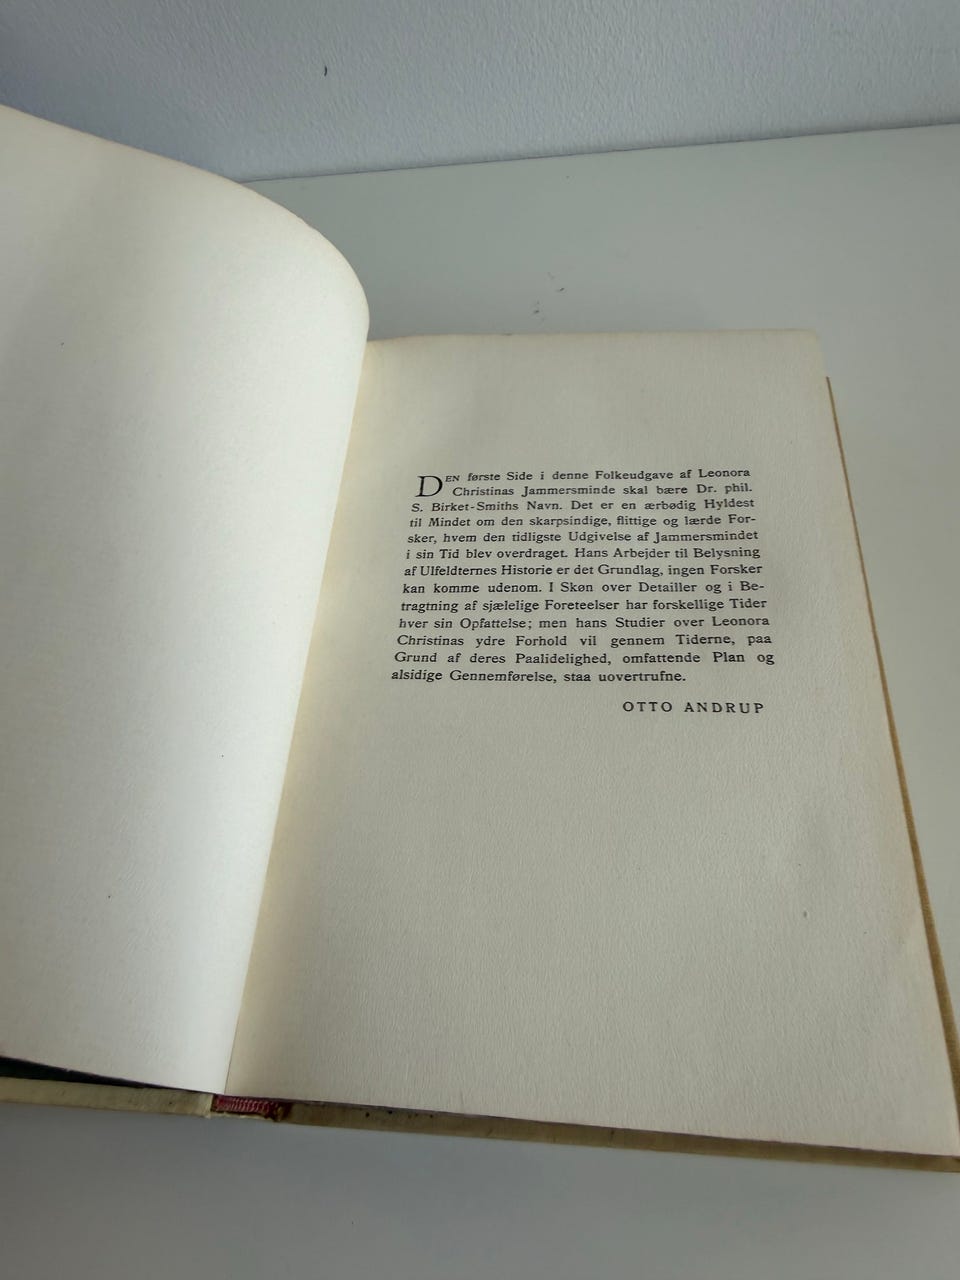 DEN første Side i denne Folkeudgave af Leonora
Christinas Jammersminde skal bære Dr. phil.
S. Birket-Smiths Navn. Det er en ærbødig Hyldest
til Mindet om den skarpsindige, flittige og lærde For-
sker, hvem den tidligste Udgivelse af Jammersmindet
i sin Tid blev overdraget. Hans Arbejder til Belysning
af Ulfeldternes Historie er det Grundlag, ingen Forsker
kan komme udenom. I Skøn over Detailler og i Be-
tragtning af sjælelige Foreteelser har forskellige Tider
hver sin Opfattelse; men hans Studier over Leonora
Christinas ydre Forhold vil gennem Tiderne, paa
Grund af deres Paalidelighed, omfattende Plan og
alsidige Gennemførelse, staa uovertrufne.
OTTO ANDRUP